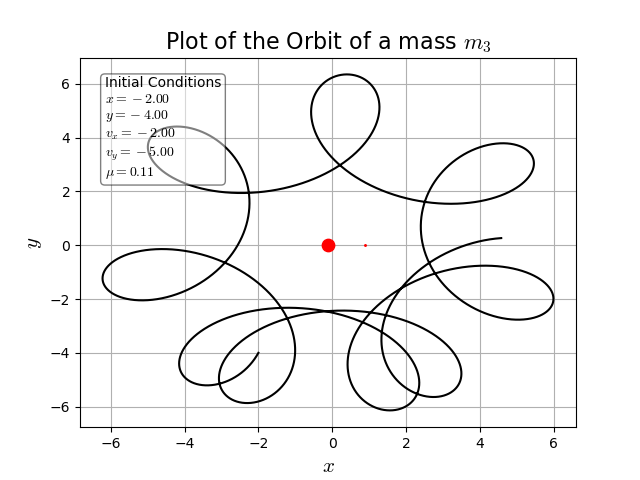 Plot of the Orbit of a mass m₃
Initial Conditions
x = −2.00
y = −4.00
vₓ = −2.00
v_y = −5.00
μ = 0.11
6
4
2
0
−2
−4
−6
y
−6 −4 −2 0 2 4 6
x